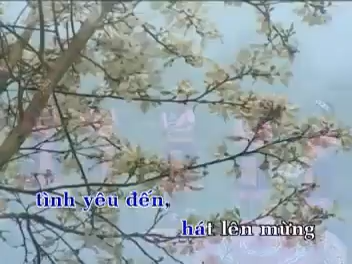 tình yêu đến,
hát lên mừng